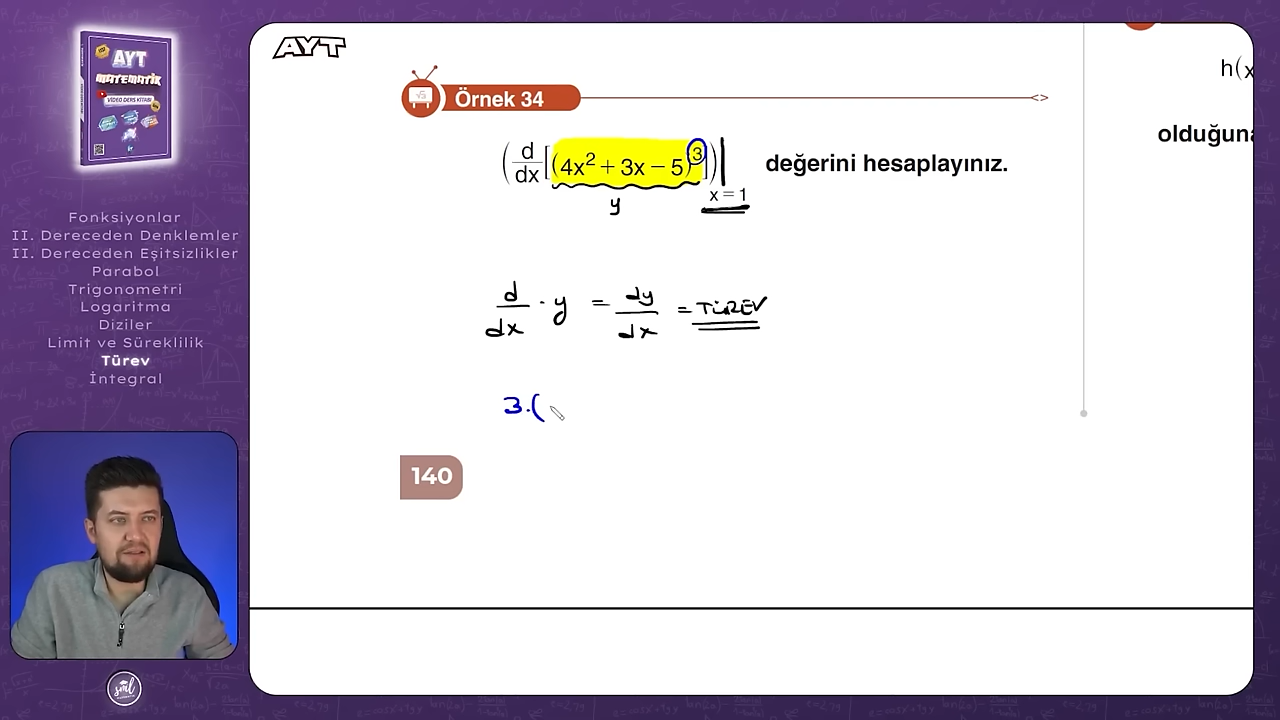 AYT
MATEMATİK
VİDEO DERS KİTABI
Fonksiyonlar
II. Dereceden Denklemler
II. Dereceden Eşitsizlikler
Parabol
Trigonometri
Logaritma
Diziler
Limit ve Süreklilik
Türev
İntegral
AYT
√5
Örnek 34
(d/dx[(4x² + 3x − 5)³])| x = 1 değerini hesaplayınız.
y
d/dx · y = dy/dx = TÜREV
3.(
140
h(x
olduğuna
sml